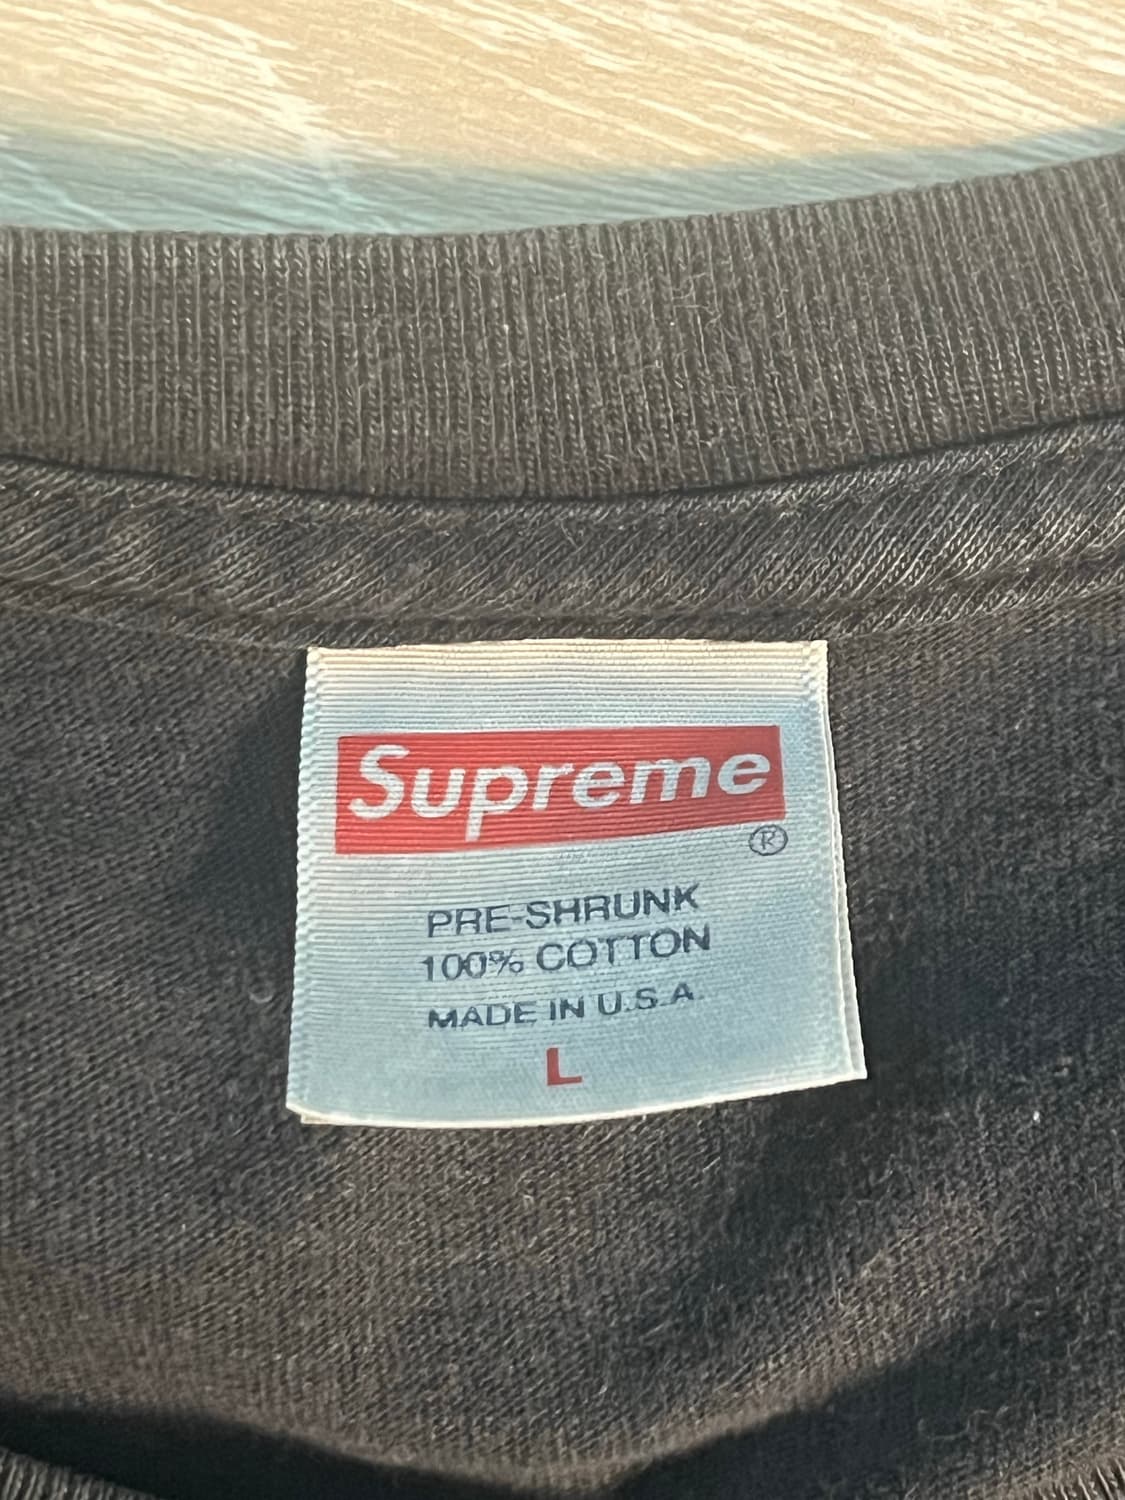 Supreme
®
PRE-SHRUNK
100% COTTON
MADE IN U.S.A.
L